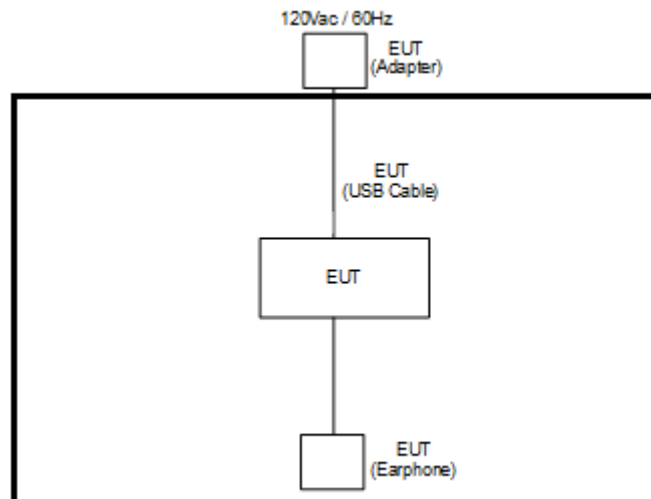 120Vac / 60Hz
EUT
(Adapter)
EUT
(USB Cable)
EUT
EUT
(Earphone)